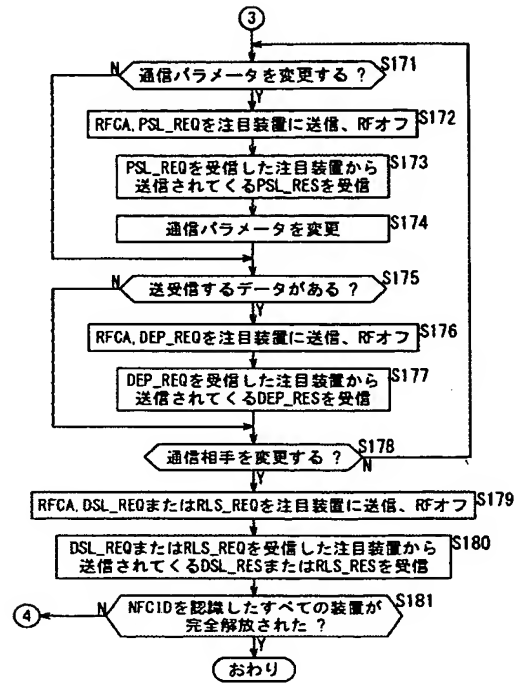 3
N 通信パラメータを変更する ? S171
Y
RFCA,PSL_REQを注目装置に送信、RFオフ S172
PSL_REQを受信した注目装置から S173
送信されてくるPSL_RESを受信
通信パラメータを変更 S174
N 送受信するデータがある ? S175
Y
RFCA,DEP_REQを注目装置に送信、RFオフ S176
DEP_REQを受信した注目装置から S177
送信されてくるDEP_RESを受信
通信相手を変更する ? S178
N
Y
RFCA,DSL_REQまたはRLS_REQを注目装置に送信、RFオフ S179
DSL_REQまたはRLS_REQを受信した注目装置から S180
送信されてくるDSL_RESまたはRLS_RESを受信
4 N NFCIDを認識したすべての装置が S181
完全解放された ?
Y
おわり